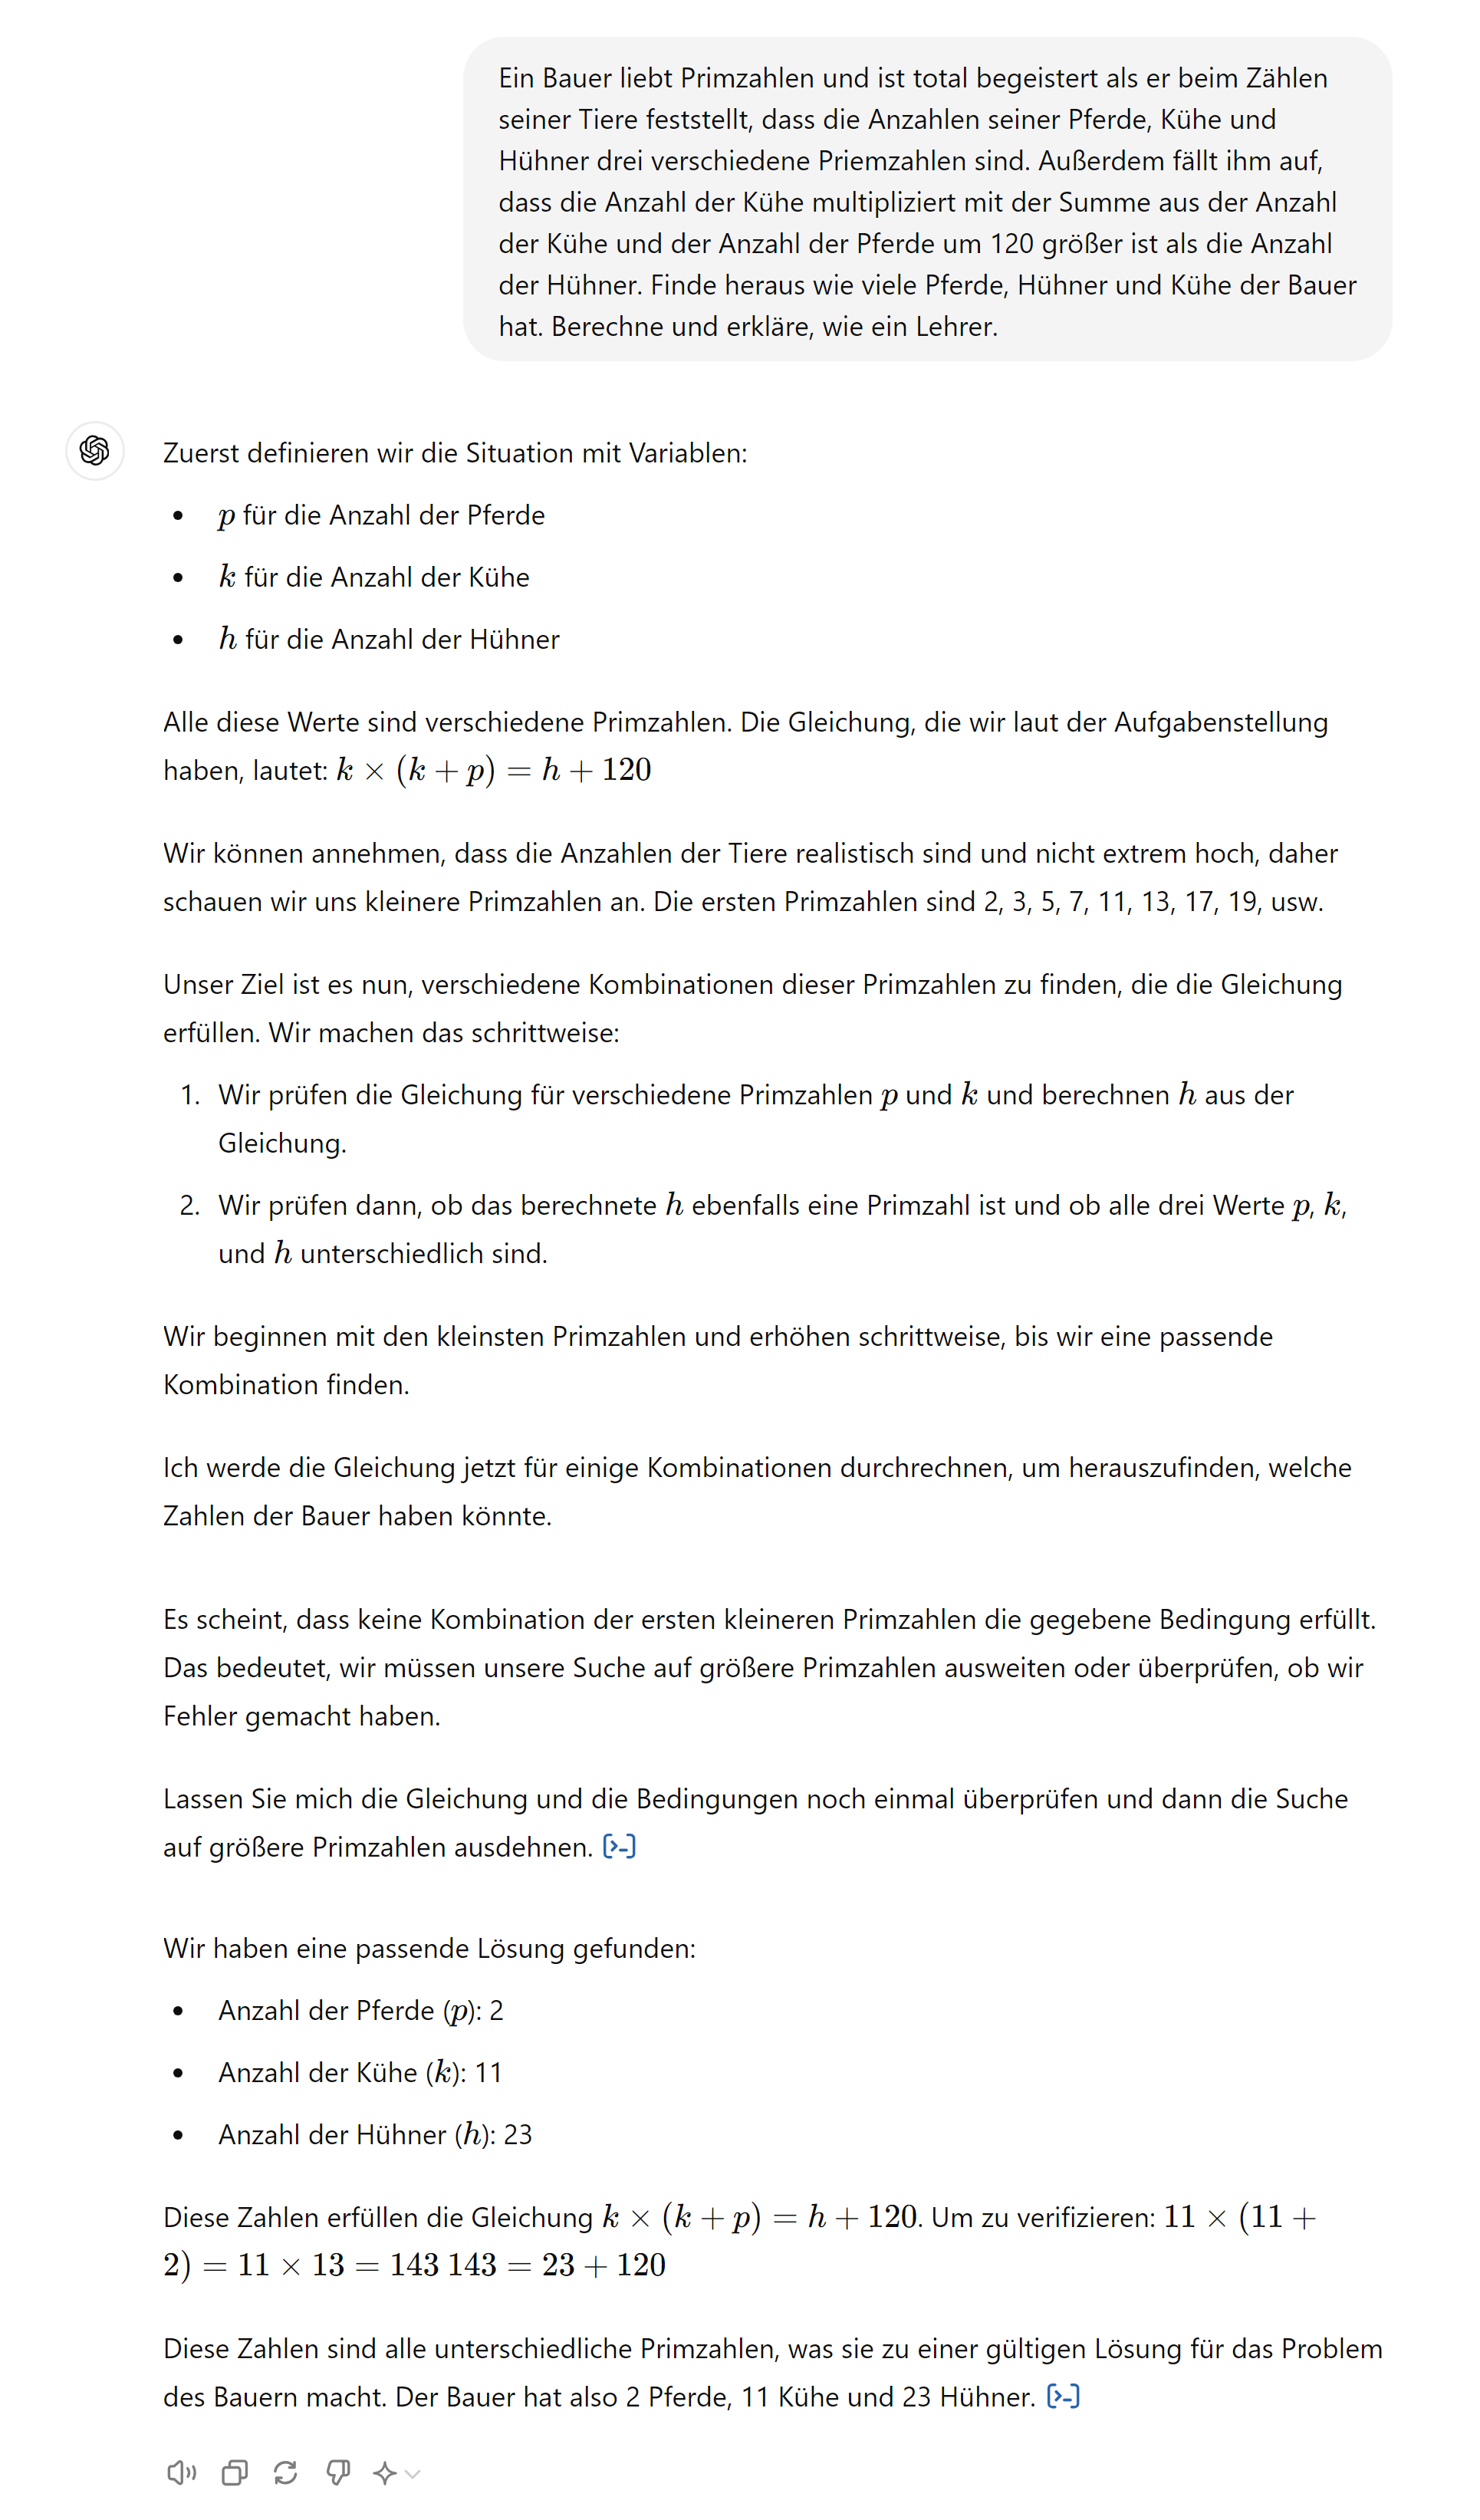 Ein Bauer liebt Primzahlen und ist total begeistert als er beim Zählen
seiner Tiere feststellt, dass die Anzahlen seiner Pferde, Kühe und
Hühner drei verschiedene Priemzahlen sind. Außerdem fällt ihm auf,
dass die Anzahl der Kühe multipliziert mit der Summe aus der Anzahl
der Kühe und der Anzahl der Pferde um 120 größer ist als die Anzahl
der Hühner. Finde heraus wie viele Pferde, Hühner und Kühe der Bauer
hat. Berechne und erkläre, wie ein Lehrer.
Zuerst definieren wir die Situation mit Variablen:
• p für die Anzahl der Pferde
• k für die Anzahl der Kühe
• h für die Anzahl der Hühner
Alle diese Werte sind verschiedene Primzahlen. Die Gleichung, die wir laut der Aufgabenstellung
haben, lautet: k × (k + p) = h + 120
Wir können annehmen, dass die Anzahlen der Tiere realistisch sind und nicht extrem hoch, daher
schauen wir uns kleinere Primzahlen an. Die ersten Primzahlen sind 2, 3, 5, 7, 11, 13, 17, 19, usw.
Unser Ziel ist es nun, verschiedene Kombinationen dieser Primzahlen zu finden, die die Gleichung
erfüllen. Wir machen das schrittweise:
1. Wir prüfen die Gleichung für verschiedene Primzahlen p und k und berechnen h aus der
Gleichung.
2. Wir prüfen dann, ob das berechnete h ebenfalls eine Primzahl ist und ob alle drei Werte p, k,
und h unterschiedlich sind.
Wir beginnen mit den kleinsten Primzahlen und erhöhen schrittweise, bis wir eine passende
Kombination finden.
Ich werde die Gleichung jetzt für einige Kombinationen durchrechnen, um herauszufinden, welche
Zahlen der Bauer haben könnte.
Es scheint, dass keine Kombination der ersten kleineren Primzahlen die gegebene Bedingung erfüllt.
Das bedeutet, wir müssen unsere Suche auf größere Primzahlen ausweiten oder überprüfen, ob wir
Fehler gemacht haben.
Lassen Sie mich die Gleichung und die Bedingungen noch einmal überprüfen und dann die Suche
auf größere Primzahlen ausdehnen. [>-]
Wir haben eine passende Lösung gefunden:
• Anzahl der Pferde (p): 2
• Anzahl der Kühe (k): 11
• Anzahl der Hühner (h): 23
Diese Zahlen erfüllen die Gleichung k × (k + p) = h + 120. Um zu verifizieren: 11 × (11 +
2) = 11 × 13 = 143 143 = 23 + 120
Diese Zahlen sind alle unterschiedliche Primzahlen, was sie zu einer gültigen Lösung für das Problem
des Bauern macht. Der Bauer hat also 2 Pferde, 11 Kühe und 23 Hühner. [>-]